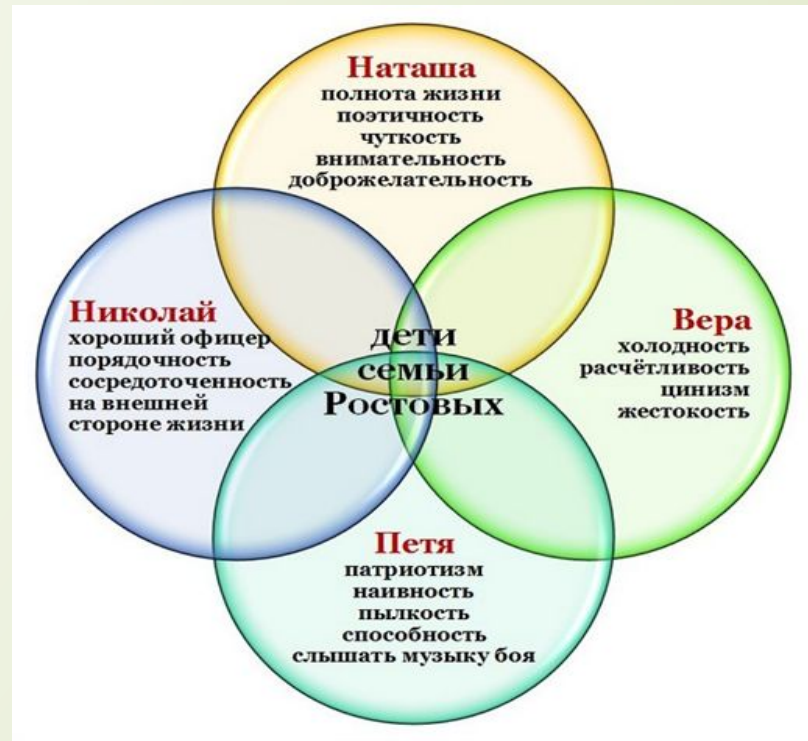 Наташа
полнота жизни
поэтичность
чуткость
внимательность
доброжелательность
Николай
хороший офицер
порядочность
сосредоточенность
на внешней
стороне жизни
дети
семьи
Ростовых
Вера
холодность
расчётливость
цинизм
жестокость
Петя
патриотизм
наивность
пылкость
способность
слышать музыку боя